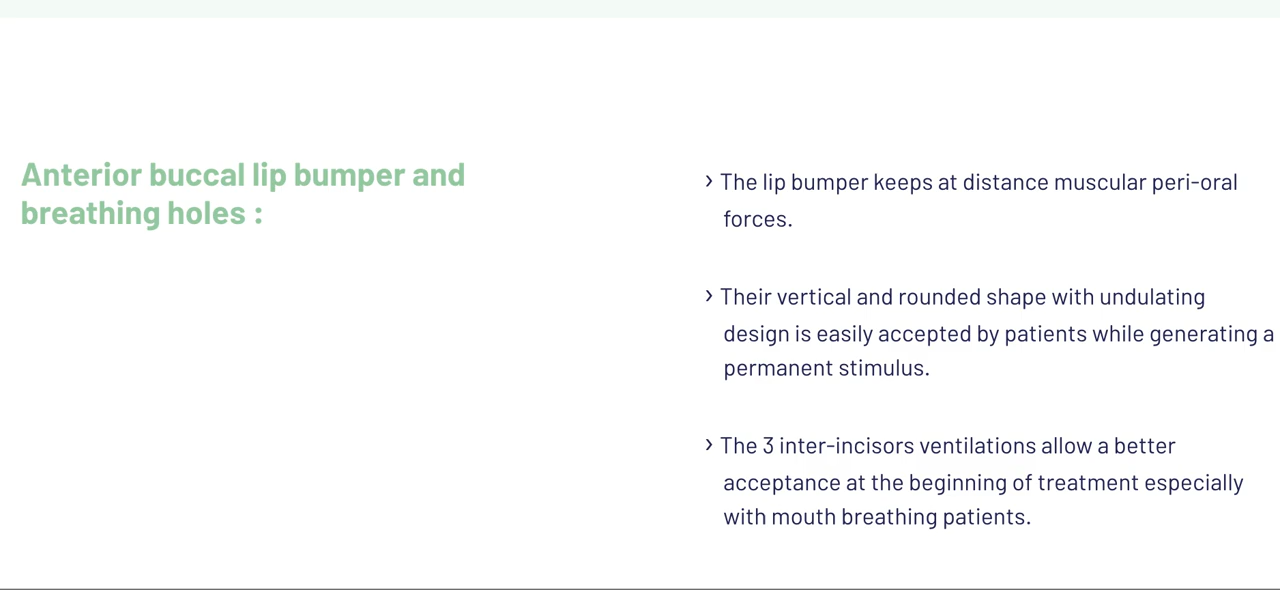 Anterior buccal lip bumper and
breathing holes :
› The lip bumper keeps at distance muscular peri-oral
forces.
› Their vertical and rounded shape with undulating
design is easily accepted by patients while generating a
permanent stimulus.
› The 3 inter-incisors ventilations allow a better
acceptance at the beginning of treatment especially
with mouth breathing patients.